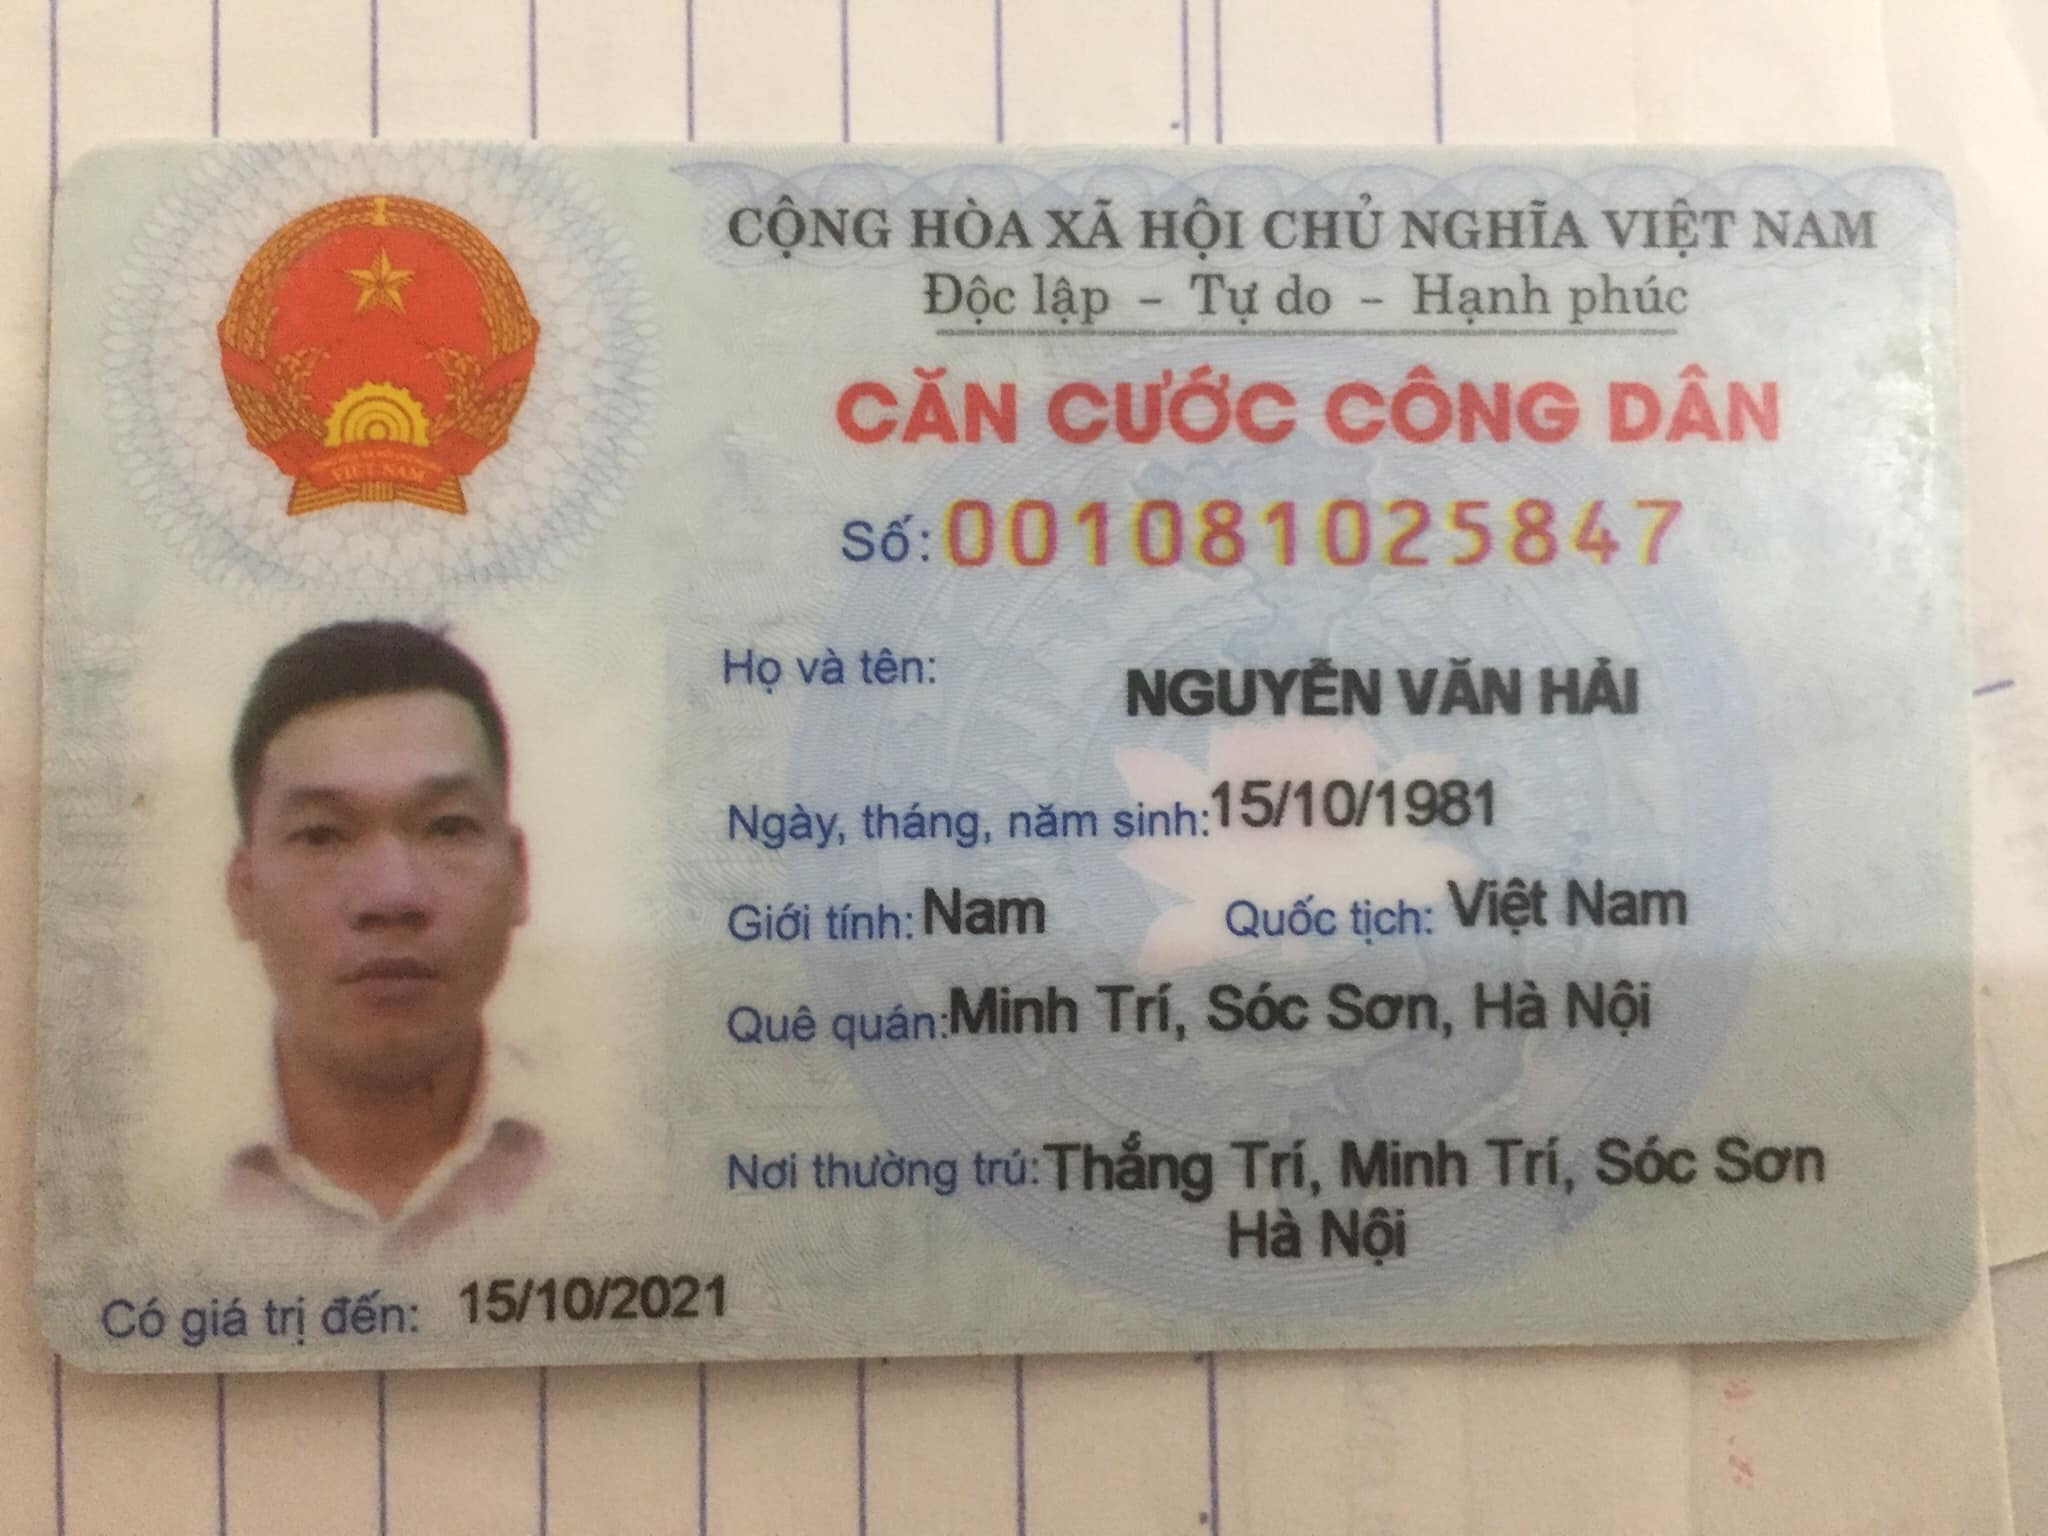 CỘNG HÒA XÃ HỘI CHỦ NGHĨA VIỆT NAM
Độc lập - Tự do - Hạnh phúc
CĂN CƯỚC CÔNG DÂN
Số: 001081025847
Họ và tên: NGUYỄN VĂN HẢI
Ngày, tháng, năm sinh: 15/10/1981
Giới tính: Nam Quốc tịch: Việt Nam
Quê quán: Minh Trí, Sóc Sơn, Hà Nội
Nơi thường trú: Thắng Trí, Minh Trí, Sóc Sơn
Hà Nội
Có giá trị đến: 15/10/2021
VIỆT NAM